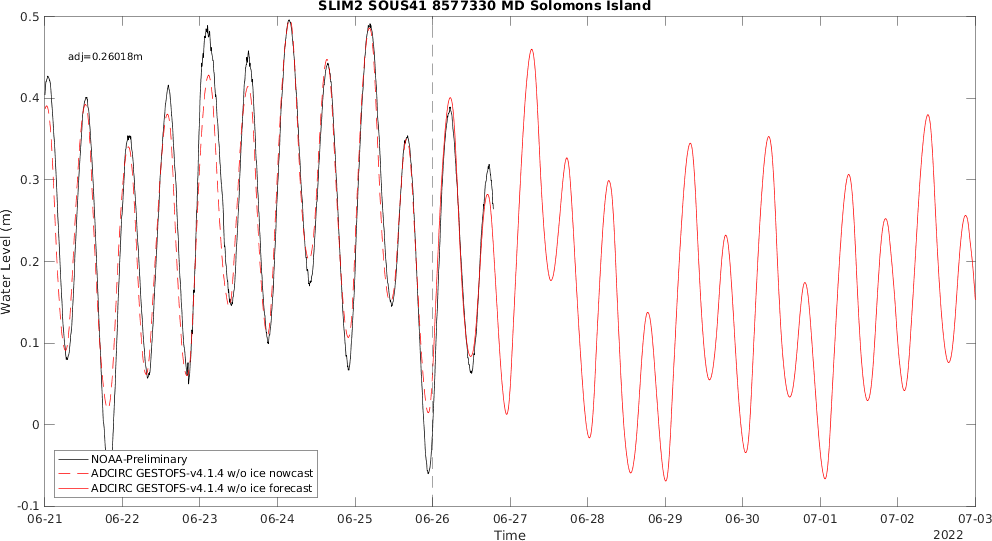 SLIM2 SOUS41 8577330 MD Solomons Island
adj=0.26018m
0.5
0.4
0.3
0.2
0.1
0
-0.1
Water Level (m)
NOAA-Preliminary
ADCIRC GESTOFS-v4.1.4 w/o ice nowcast
ADCIRC GESTOFS-v4.1.4 w/o ice forecast
06-21 06-22 06-23 06-24 06-25 06-26 06-27 06-28 06-29 06-30 07-01 07-02 07-03
Time
2022